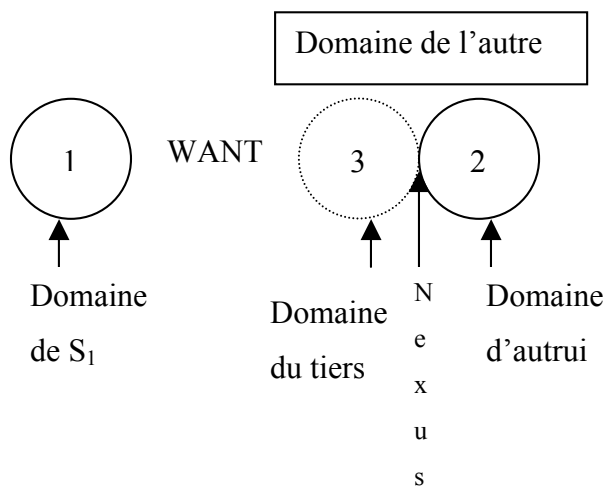 Domaine de l’autre
1
WANT
3
2
Domaine
de S₁
Domaine
du tiers
N
e
x
u
s
Domaine
d’autrui